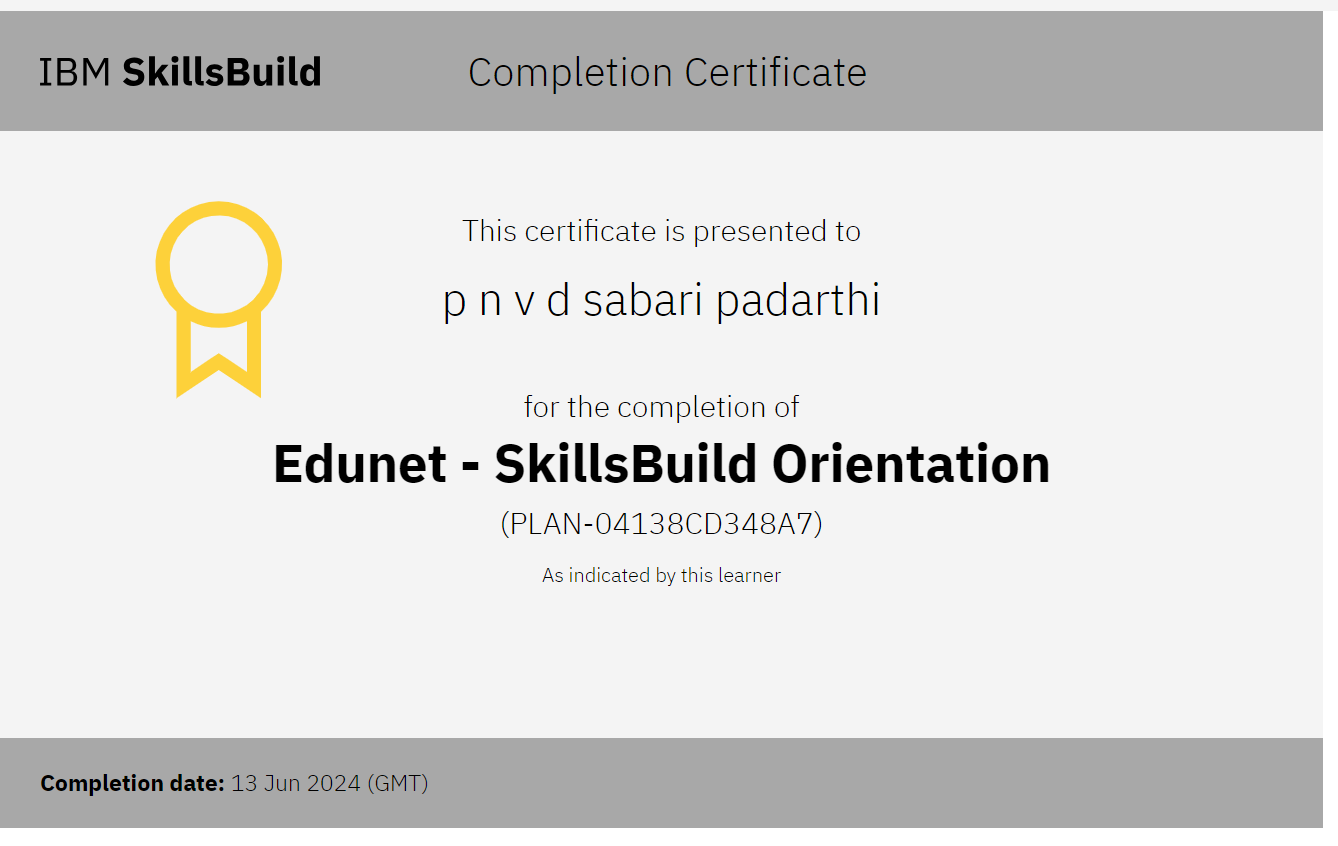 IBM SkillsBuild
Completion Certificate
This certificate is presented to
p n v d sabari padarthi
for the completion of
Edunet - SkillsBuild Orientation
(PLAN-04138CD348A7)
As indicated by this learner
Completion date: 13 Jun 2024 (GMT)